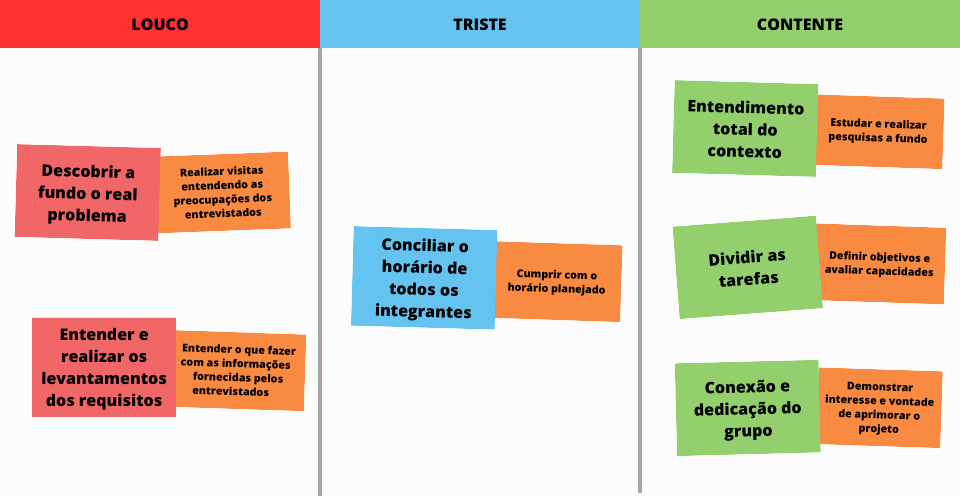 LOUCO
TRISTE
CONTENTE
Descobrir a
fundo o real
problema
Realizar visitas
entendendo as
preocupações dos
entrevistados
Entender e
realizar os
levantamentos
dos requisitos
Entender o que fazer
com as informações
fornecidas pelos
entrevistados
Conciliar o
horário de
todos os
integrantes
Cumprir com o
horário planejado
Entendimento
total do
contexto
Estudar e realizar
pesquisas a fundo
Dividir as
tarefas
Definir objetivos e
avaliar capacidades
Conexão e
dedicação do
grupo
Demonstrar
interesse e vontade
de aprimorar o
projeto